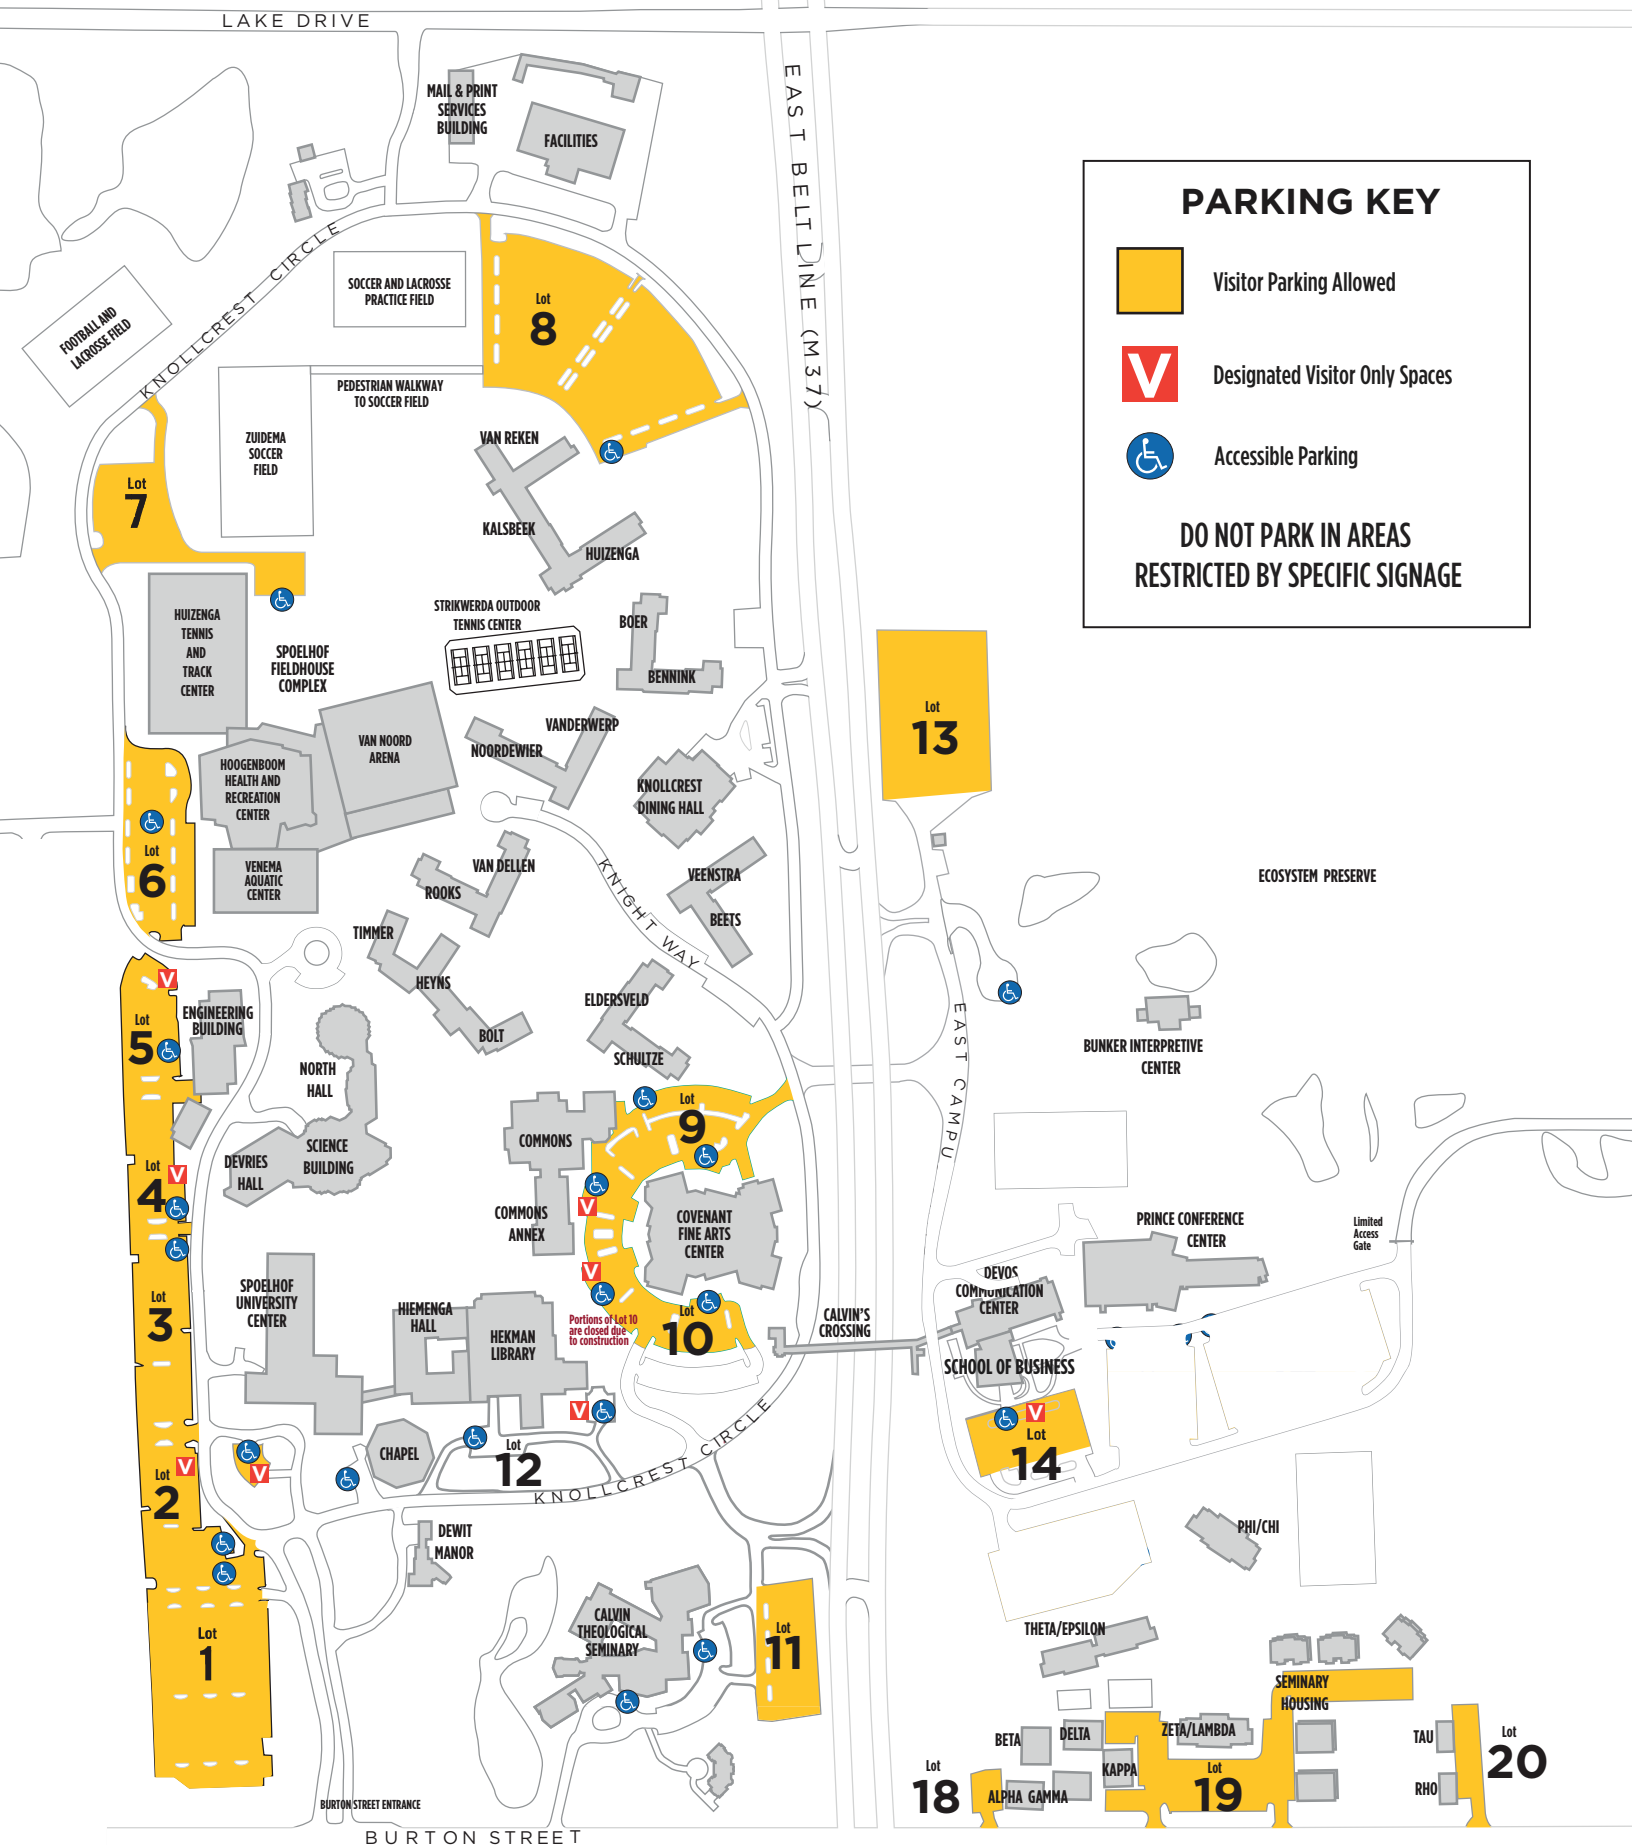 LAKE DRIVE
EAST BELTLINE (M37)
MAIL & PRINT
SERVICES
BUILDING
FACILITIES
PARKING KEY
Visitor Parking Allowed
V
Designated Visitor Only Spaces
Accessible Parking
DO NOT PARK IN AREAS
RESTRICTED BY SPECIFIC SIGNAGE
KNOLLCREST CIRCLE
FOOTBALL AND
LACROSSE FIELD
SOCCER AND LACROSSE
PRACTICE FIELD
Lot
8
PEDESTRIAN WALKWAY
TO SOCCER FIELD
ZUIDEMA
SOCCER
FIELD
Lot
7
VAN REKEN
KALSBEEK
HUIZENGA
HUIZENGA
TENNIS
AND
TRACK
CENTER
SPOELHOF
FIELDHOUSE
COMPLEX
STRIKWERDA OUTDOOR
TENNIS CENTER
BOER
BENNINK
VAN NOORD
ARENA
NOORDEWIER
VANDERWERP
HOOGENBOOM
HEALTH AND
RECREATION
CENTER
KNOLLCREST
DINING HALL
Lot
13
Lot
6
VENEMA
AQUATIC
CENTER
VAN DELLEN
ROOKS
KNIGHT WAY
VEENSTRA
BEETS
ECOSYSTEM PRESERVE
TIMMER
HEYNS
BOLT
ELDERSVELD
SCHULTZE
V
Lot
5
ENGINEERING
BUILDING
NORTH
HALL
EAST CAMPU
BUNKER INTERPRETIVE
CENTER
COMMONS
Lot
9
SCIENCE
BUILDING
DEVRIES
HALL
Lot
4
V
COMMONS
ANNEX
V
V
COVENANT
FINE ARTS
CENTER
PRINCE CONFERENCE
CENTER
Limited
Access
Gate
DEVOS
COMMUNICATION
CENTER
SPOELHOF
UNIVERSITY
CENTER
Lot
3
HIEMENGA
HALL
HEKMAN
LIBRARY
Portions of Lot 10
are closed due
to construction
Lot
10
CALVIN'S
CROSSING
SCHOOL OF BUSINESS
V
Lot
14
V
CHAPEL
Lot
12
KNOLLCREST CIRCLE
V
V
Lot
2
DEWIT
MANOR
PHI/CHI
Lot
1
CALVIN
THEOLOGICAL
SEMINARY
Lot
11
THETA/EPSILON
SEMINARY
HOUSING
BETA
DELTA
ZETA/LAMBDA
KAPPA
ALPHA GAMMA
Lot
18
Lot
19
TAU
RHO
Lot
20
BURTON STREET ENTRANCE
BURTON STREET